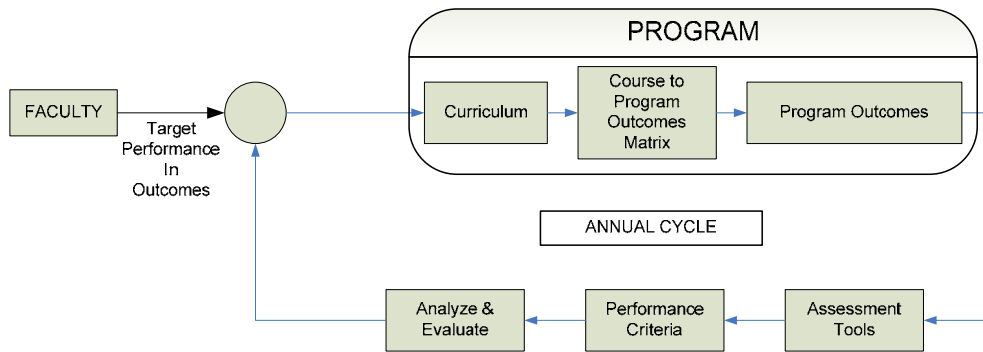 PROGRAM
FACULTY
Target
Performance
In
Outcomes
Curriculum
Course to
Program
Outcomes
Matrix
Program Outcomes
ANNUAL CYCLE
Analyze &
Evaluate
Performance
Criteria
Assessment
Tools